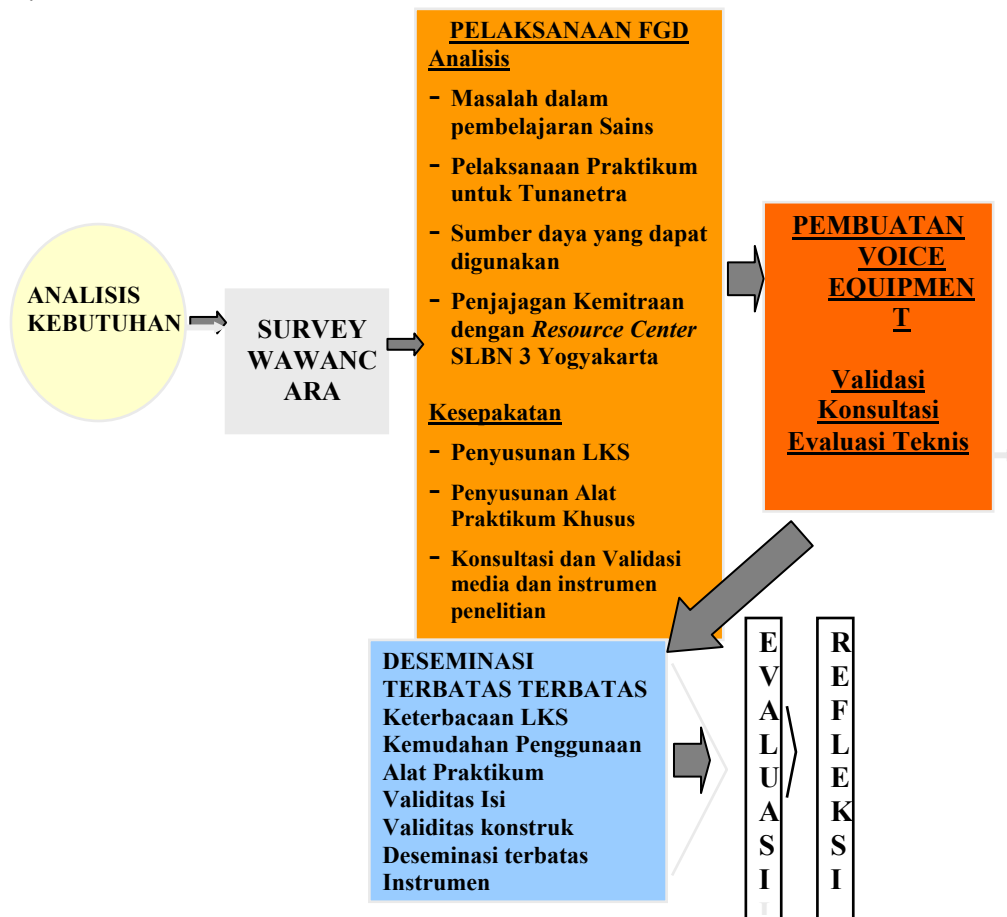 ANALISIS
KEBUTUHAN
SURVEY
WAWANC
ARA
PELAKSANAAN FGD
Analisis
- Masalah dalam
pembelajaran Sains
- Pelaksanaan Praktikum
untuk Tunanetra
- Sumber daya yang dapat
digunakan
- Penjajagan Kemitraan
dengan Resource Center
SLBN 3 Yogyakarta
Kesepakatan
- Penyusunan LKS
- Penyusunan Alat
Praktikum Khusus
- Konsultasi dan Validasi
media dan instrumen
penelitian
PEMBUATAN
VOICE
EQUIPMEN
T
Validasi
Konsultasi
Evaluasi Teknis
DESEMINASI
TERBATAS TERBATAS
Keterbacaan LKS
Kemudahan Penggunaan
Alat Praktikum
Validitas Isi
Validitas konstruk
Deseminasi terbatas
Instrumen
E
V
A
L
U
A
S
I
R
E
F
L
E
K
S
I